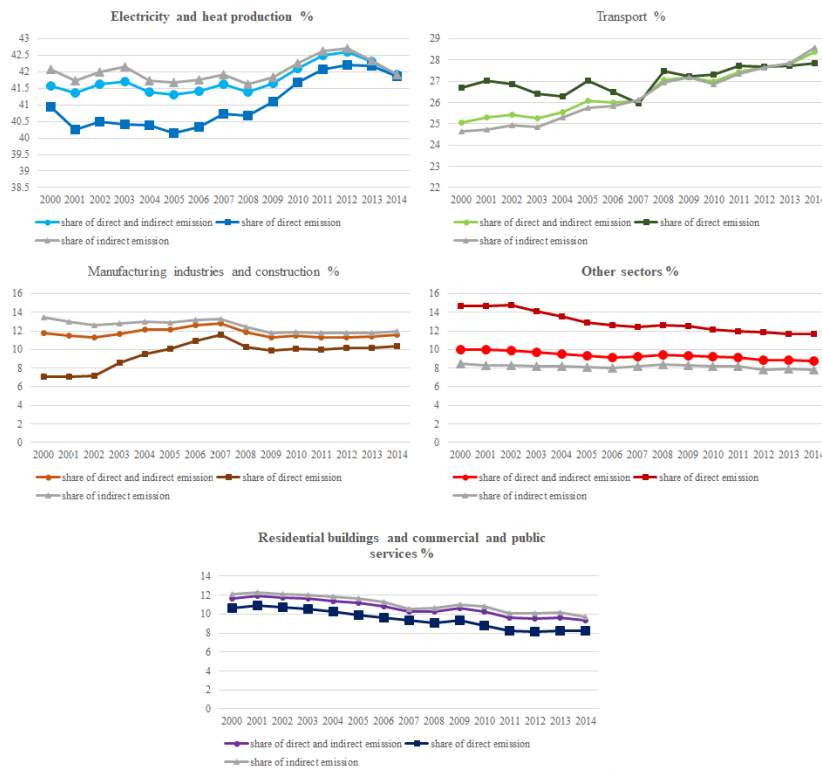 Electricity and heat production %
43
42.5
42
41.5
41
40.5
40
39.5
39
38.5
2000 2001 2002 2003 2004 2005 2006 2007 2008 2009 2010 2011 2012 2013 2014
share of direct and indirect emission share of direct emission
share of indirect emission
Transport %
29
28
27
26
25
24
23
22
2000 2001 2002 2003 2004 2005 2006 2007 2008 2009 2010 2011 2012 2013 2014
share of direct and indirect emission share of direct emission
share of indirect emission
Manufacturing industries and construction %
16
14
12
10
8
6
4
2
0
2000 2001 2002 2003 2004 2005 2006 2007 2008 2009 2010 2011 2012 2013 2014
share of direct and indirect emission share of direct emission
share of indirect emission
Other sectors %
16
14
12
10
8
6
4
2
0
2000 2001 2002 2003 2004 2005 2006 2007 2008 2009 2010 2011 2012 2013 2014
share of direct and indirect emission share of direct emission
share of indirect emission
Residential buildings and commercial and public
services %
14
12
10
8
6
4
2
0
2000 2001 2002 2003 2004 2005 2006 2007 2008 2009 2010 2011 2012 2013 2014
share of direct and indirect emission share of direct emission
share of indirect emission